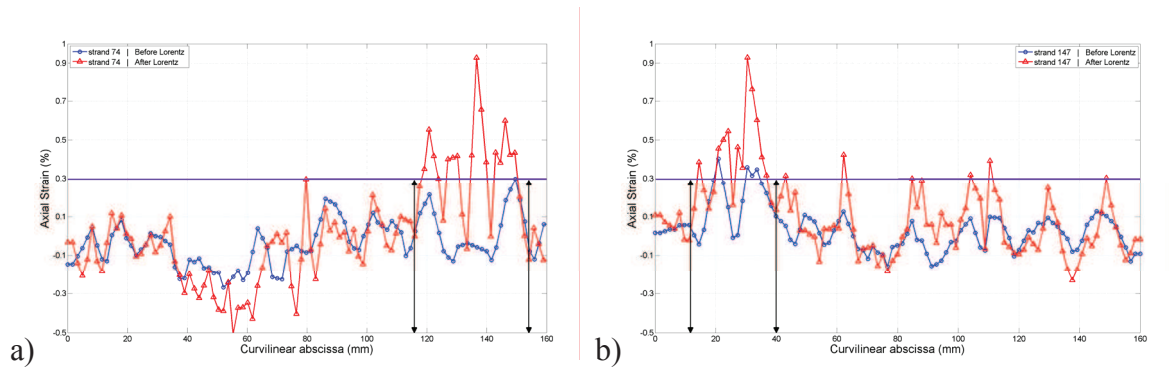 strand 74 | Before Lorentz
strand 74 | After Lorentz
1
0.9
0.7
0.5
0.3
0.1
-0.1
-0.3
-0.5
Axial Strain (%)
0 20 40 60 80 100 120 140 160
Curvilinear abscissa (mm)
a)
strand 147 | Before Lorentz
strand 147 | After Lorentz
1
0.9
0.7
0.5
0.3
0.1
-0.1
-0.3
-0.5
Axial Strain (%)
0 20 40 60 80 100 120 140 160
Curvilinear abscissa (mm)
b)